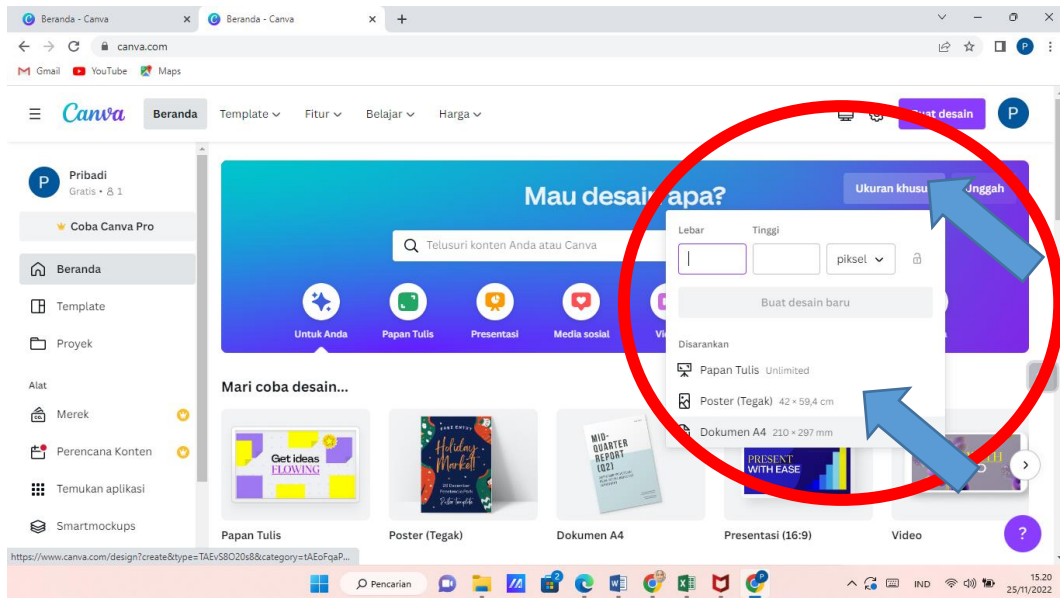 Beranda - Canva
Beranda - Canva
canva.com
P
Gmail
YouTube
Maps
Canva
Beranda
Template
Fitur
Belajar
Harga
Buat desain
P
P
Pribadi
Gratis • 1
Coba Canva Pro
Beranda
Template
Proyek
Alat
Merek
Perencana Konten
Temukan aplikasi
Smartmockups
Mau desain apa?
Ukuran khusus
Unggah
Telusuri konten Anda atau Canva
Untuk Anda
Papan Tulis
Presentasi
Media sosial
Lebar
Tinggi
piksel
Buat desain baru
Disarankan
Papan Tulis Unlimited
Poster (Tegak) 42 × 59,4 cm
Dokumen A4 210 × 297 mm
Mari coba desain...
Get ideas
FLOWING
FREE ENTRY
Holiday
Market!
MID-
QUARTER
REPORT
(Q2)
PRESENT
WITH EASE
Papan Tulis
Poster (Tegak)
Dokumen A4
Presentasi (16:9)
Video
?
https://www.canva.com/design?create&type=TAEvS8O20s8&category=tAEoFqaP...
Pencarian
2
IND
15.20
25/11/2022